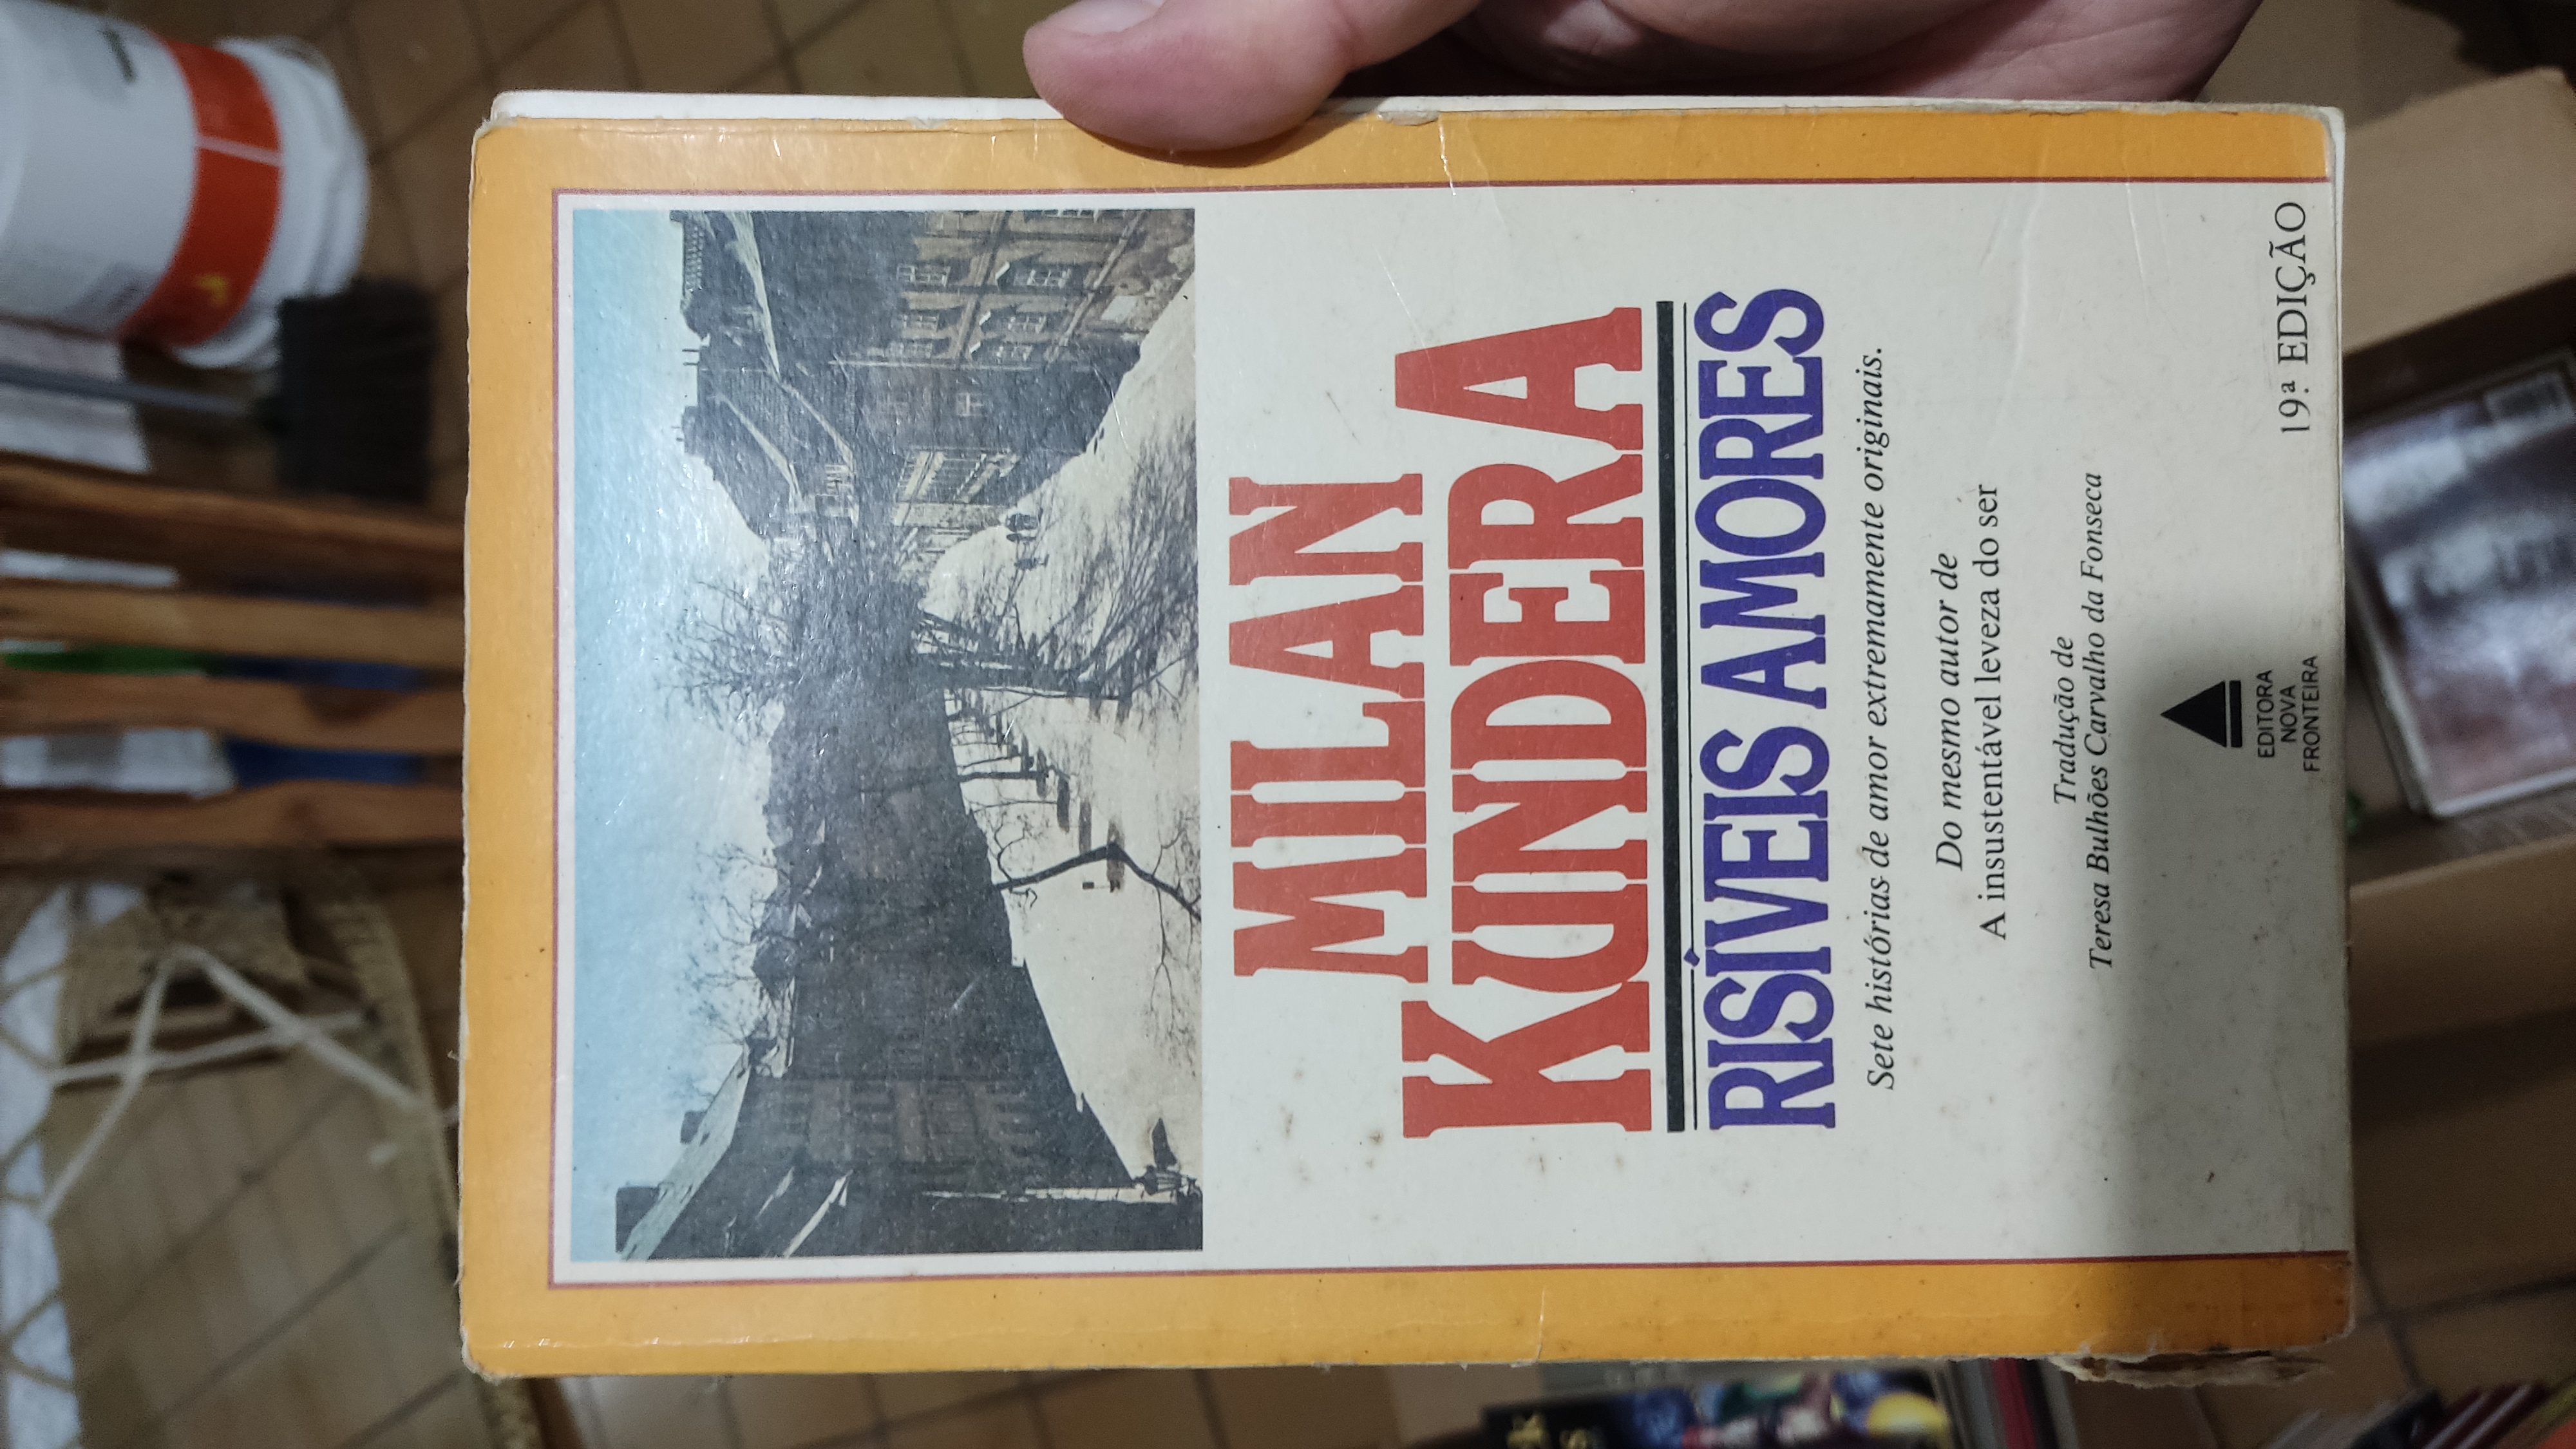 MILAN
KUNDERA
RISÍVEIS AMORES
Sete histórias de amor extremamente originais.
Do mesmo autor de
A insustentável leveza do ser
Tradução de
Teresa Bulhões Carvalho da Fonseca
EDITORA
NOVA
FRONTEIRA
19ª EDIÇÃO